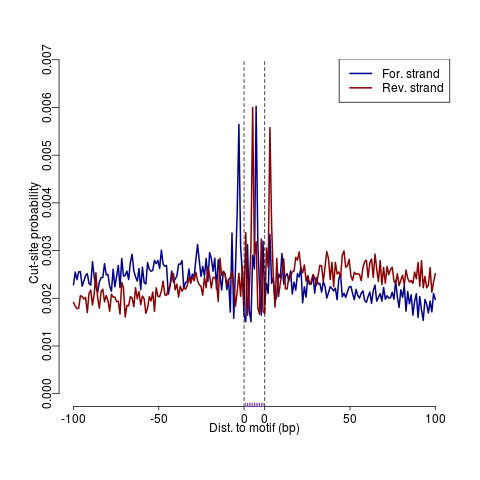 For. strand
Rev. strand
Cut-site probability
0.007
0.006
0.005
0.004
0.003
0.002
0.001
0.000
-100 -50 0 0 50 100
Dist. to motif (bp)